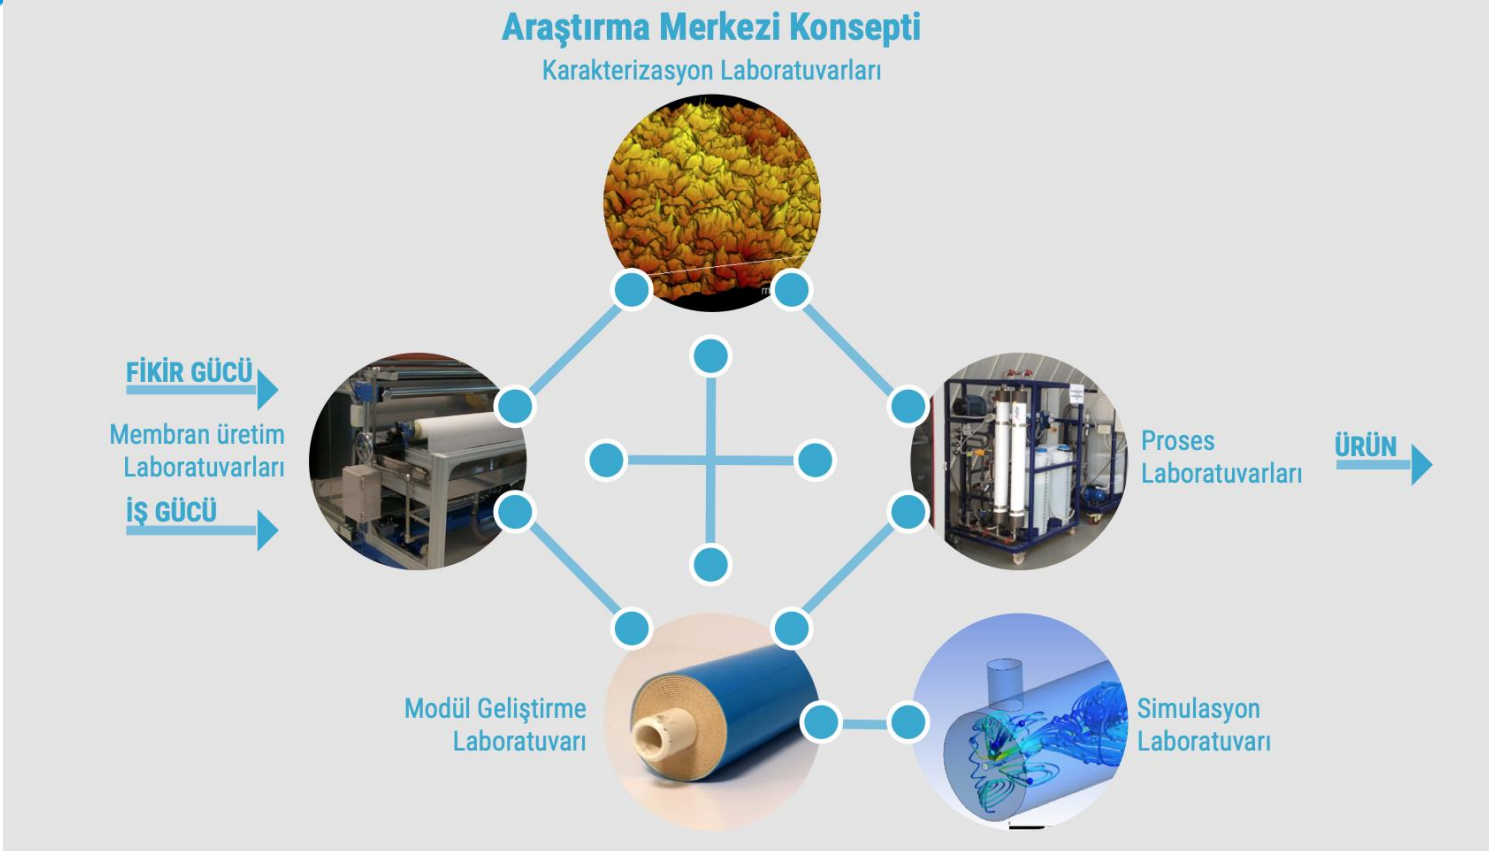 Araştırma Merkezi Konsepti
Karakterizasyon Laboratuvarları
FİKİR GÜCÜ
Membran üretim
Laboratuvarları
İŞ GÜCÜ
Proses
Laboratuvarları
ÜRÜN
Modül Geliştirme
Laboratuvarı
Simulasyon
Laboratuvarı